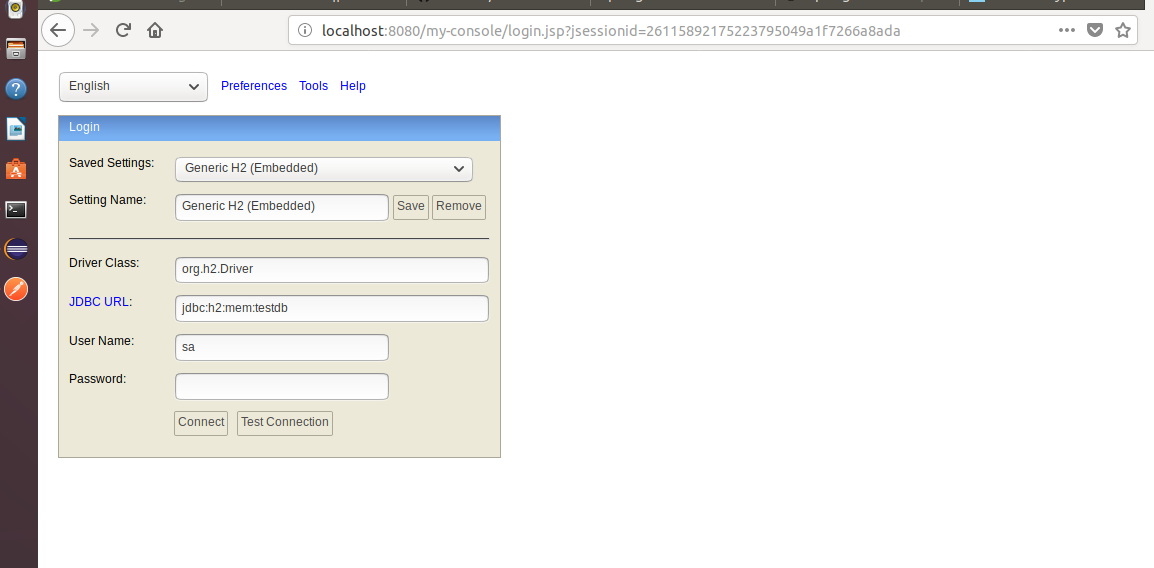 localhost:8080/my-console/login.jsp?jsessionid=26115892175223795049a1f7266a8ada
English Preferences Tools Help
Login
Saved Settings: Generic H2 (Embedded)
Setting Name: Generic H2 (Embedded) Save Remove
Driver Class: org.h2.Driver
JDBC URL: jdbc:h2:mem:testdb
User Name: sa
Password:
Connect Test Connection